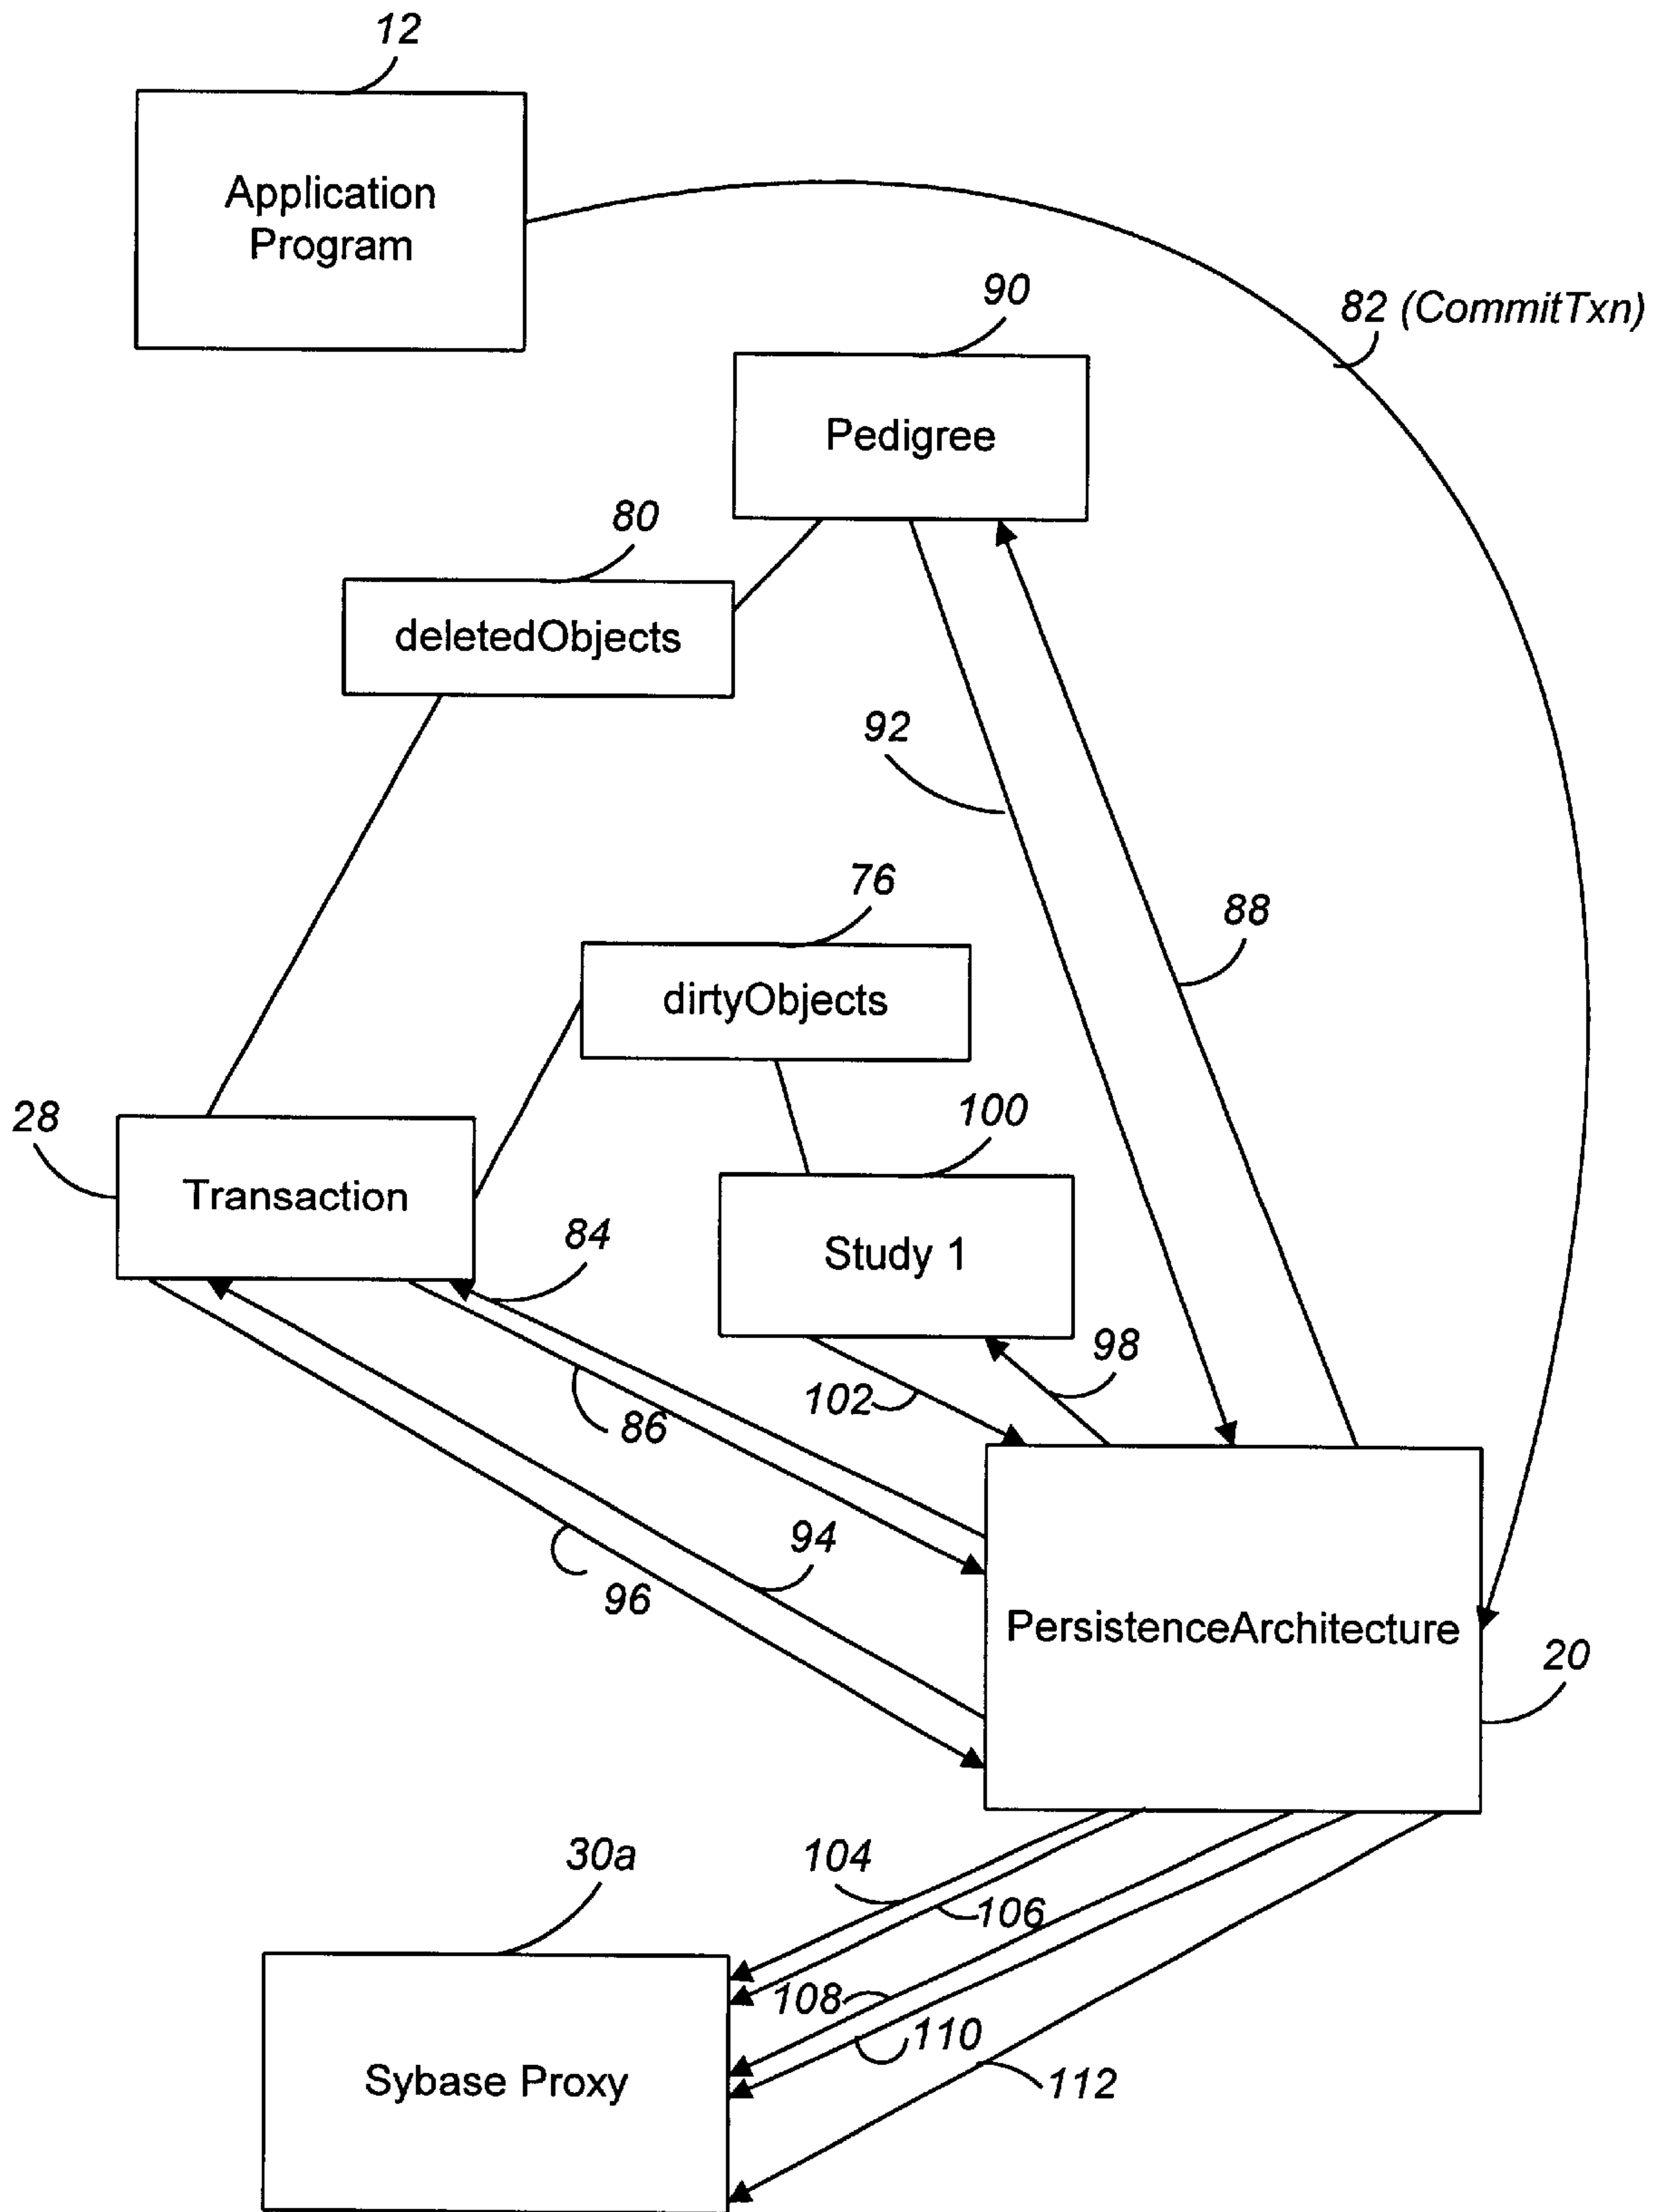 12
Application
Program
90
82 (CommitTxn)
Pedigree
80
deletedObjects
92
76
88
dirtyObjects
28
100
Transaction
84
Study 1
98
102
86
94
96
PersistenceArchitecture
20
30a
104
106
108
110
Sybase Proxy
112